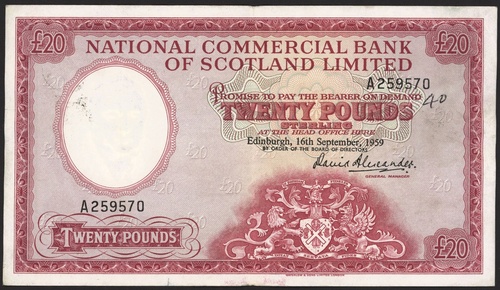 £20
£20
NATIONAL COMMERCIAL BANK
OF SCOTLAND LIMITED
A259570
PROMISE TO PAY THE BEARER ON DEMAND
40
TWENTY POUNDS
STERLING
AT THE HEAD OFFICE HERE
Edinburgh, 16th September, 1959
BY ORDER OF THE BOARD OF DIRECTORS
David Alexander
GENERAL MANAGER
A259570
TWENTY POUNDS
£20